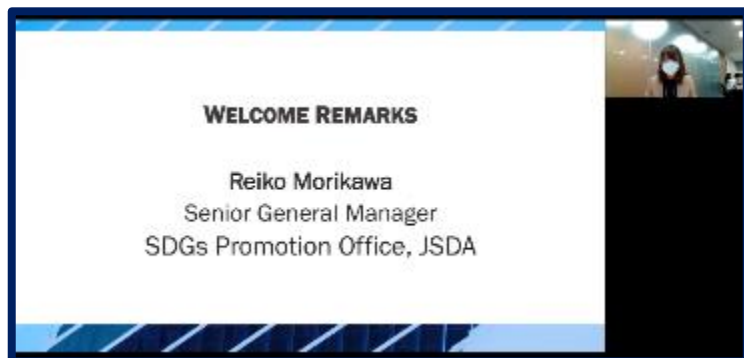 WELCOME REMARKS
Reiko Morikawa
Senior General Manager
SDGs Promotion Office, JSDA